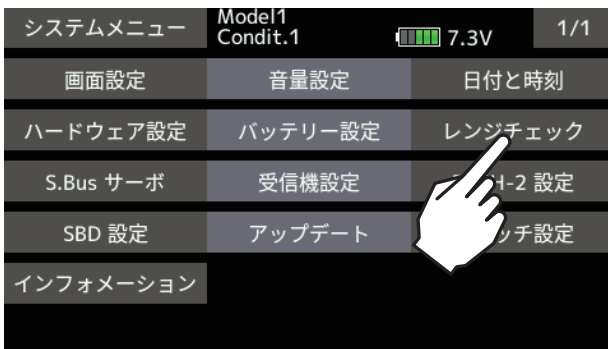 システムメニュー
Model1
Condit.1
7.3V
1/1
画面設定
音量設定
日付と時刻
ハードウェア設定
バッテリー設定
レンジチェック
S.Bus サーボ
受信機設定
H-2 設定
SBD 設定
アップデート
ッチ設定
インフォメーション